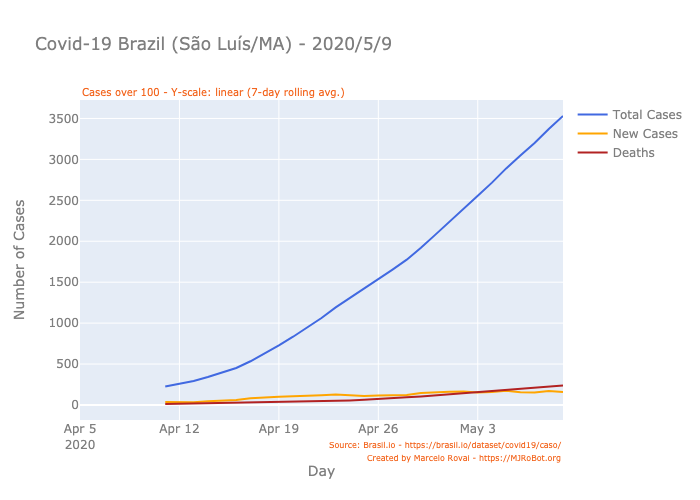 Covid-19 Brazil (São Luís/MA) - 2020/5/9
Cases over 100 - Y-scale: linear (7-day rolling avg.)
Total Cases
New Cases
Deaths
Number of Cases
3500
3000
2500
2000
1500
1000
500
0
Apr 5
2020
Apr 12
Apr 19
Apr 26
May 3
Day
Source: Brasil.io - https://brasil.io/dataset/covid19/caso/
Created by Marcelo Rovai - https://MJRoBot.org